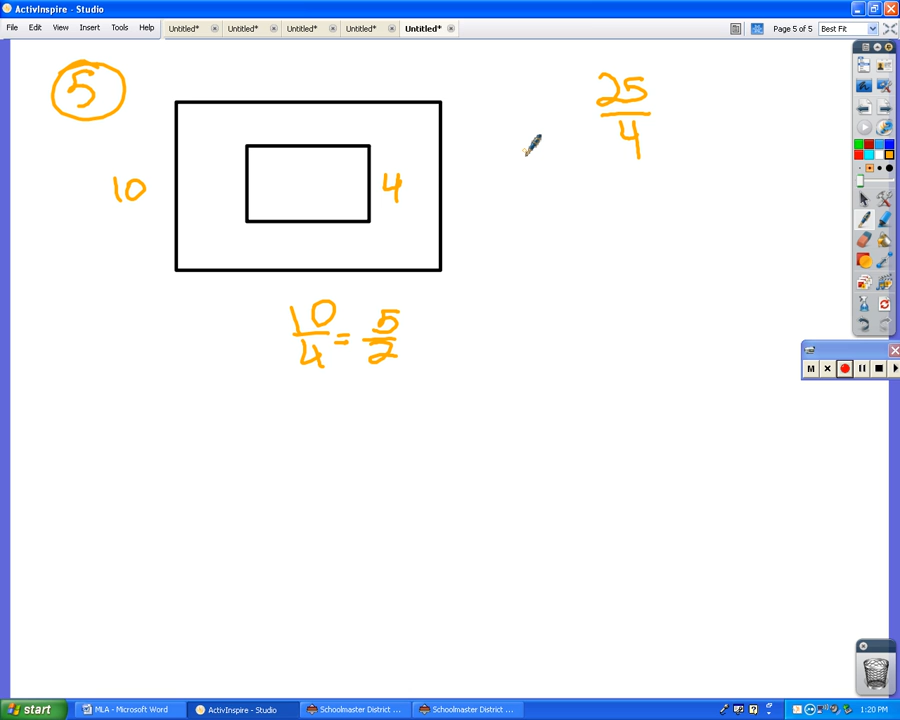 ActivInspire - Studio
File Edit View Insert Tools Help Untitled* Untitled* Untitled* Untitled* Untitled* Page 5 of 5 Best Fit
5
10
4
10/4 = 5/2
25/4
M
start MLA - Microsoft Word ActivInspire - Studio Schoolmaster District ... Schoolmaster District ... 1:20 PM